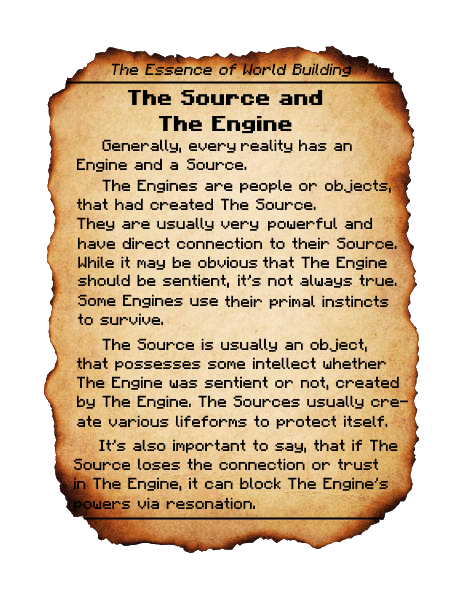 The Essence of World Building
The Source and
The Engine
Generally, every reality has an
Engine and a Source.
The Engines are people or objects,
that had created The Source.
They are usually very powerful and
have direct connection to their Source.
While it may be obvious that The Engine
should be sentient, it's not always true.
Some Engines use their primal instincts
to survive.
The Source is usually an object,
that possesses some intellect whether
The Engine was sentient or not, created
by The Engine. The Sources usually cre-
ate various lifeforms to protect itself.
It's also important to say, that if The
Source loses the connection or trust
in The Engine, it can block The Engine's
powers via resonation.